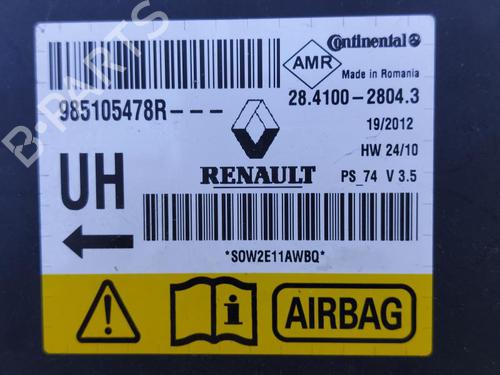 AMR
Continental
Made in Romania
985105478R---
28.4100-2804.3
19/2012
HW 24/10
UH
RENAULT
PS_74 V 3.5
*S0W2E11AWBQ*
AIRBAG
B-PARTS